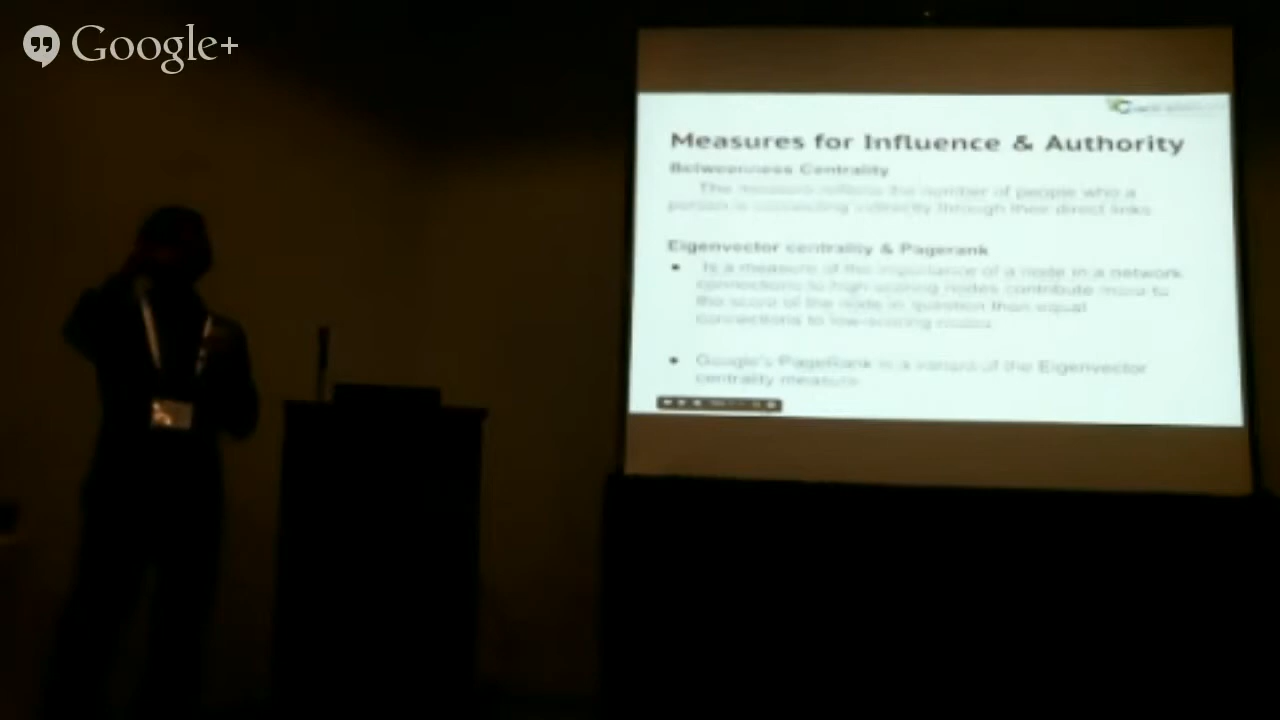 Google+
Measures for Influence & Authority
Betweenness Centrality
The measure reflects the number of people who a
person is connecting indirectly through their direct links
Eigenvector centrality & Pagerank
Is a measure of the importance of a node in a network
connections to high-scoring nodes contribute more to
the score of the node in question than equal
connections to low-scoring nodes
Google's PageRank is a variant of the Eigenvector
centrality measure